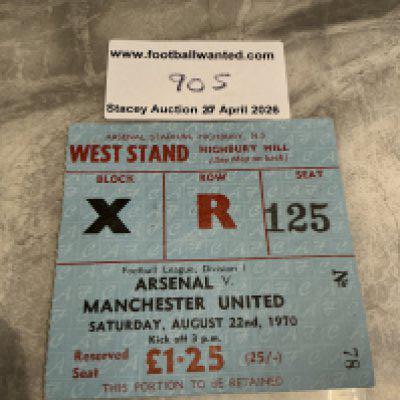 www.footballwanted.com
905
Stacey Auction 27 April 2026
ARSENAL STADIUM, HIGHBURY, N.5
WEST STAND HIGHBURY HILL
(See Map on back)
BLOCK ROW SEAT
X R 125
Football League, Division 1
ARSENAL V.
MANCHESTER UNITED
SATURDAY, AUGUST 22nd, 1970
Kick off 3 p.m.
Reserved Seat £1·25 (25/-)
THIS PORTION TO BE RETAINED
78